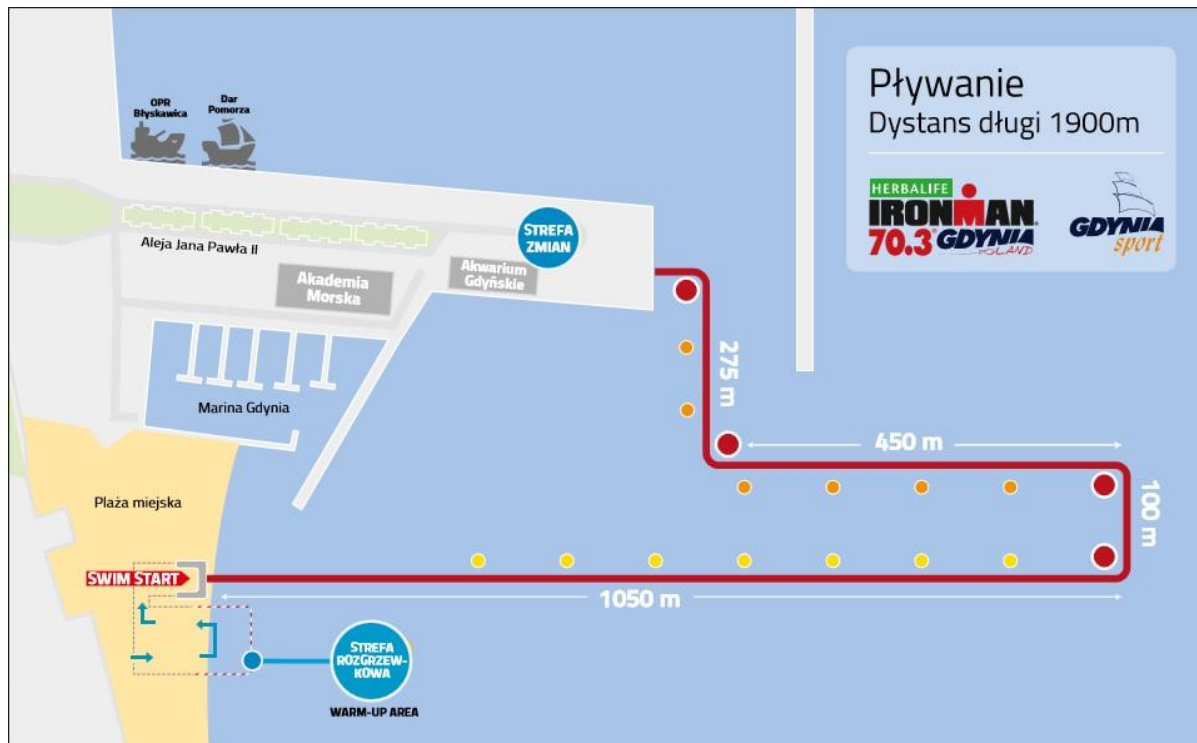 Pływanie
Dystans długi 1900m
HERBALIFE
IRONMAN
70.3 GDYNIA
POLAND
GDYNIA
sport
OPR
Błyskawica
Dar
Pomorza
Aleja Jana Pawła II
STREFA
ZMIAN
Akademia
Morska
Akwarium
Gdyńskie
Marina Gdynia
275 m
450 m
100 m
Plaża miejska
SWIM START
1050 m
STREFA
ROZGRZEW-
KOWA
WARM-UP AREA